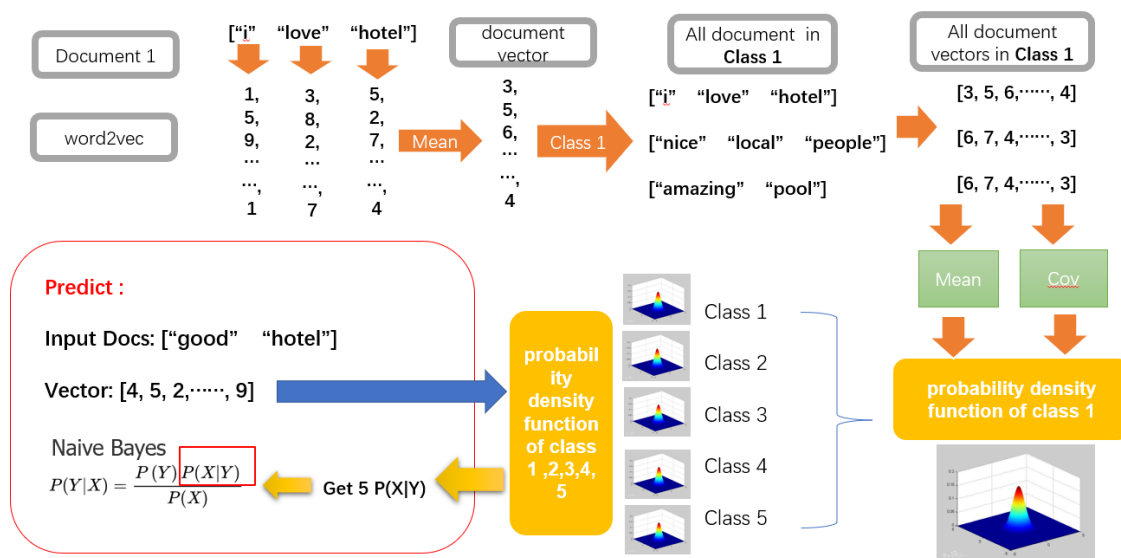 Document 1
["i" "love" "hotel"]
document
vector
All document in
Class 1
All document
vectors in Class 1
word2vec
1,
5,
9,
...
...,
1
3,
8,
2,
...
...,
7
5,
2,
7,
...
...,
4
Mean
3,
5,
6,
...
...,
4
Class 1
["i" "love" "hotel"]
["nice" "local" "people"]
["amazing" "pool"]
[3, 5, 6,……, 4]
[6, 7, 4,……, 3]
[6, 7, 4,……, 3]
Mean
Cov
probability density
function of class 1
Predict :
Input Docs: ["good" "hotel"]
Vector: [4, 5, 2,……, 9]
Naive Bayes
P(Y|X) = P(Y) P(X|Y) / P(X)
Get 5 P(X|Y)
probabil
ity
density
function
of class
1 ,2,3,4,
5
Class 1
Class 2
Class 3
Class 4
Class 5